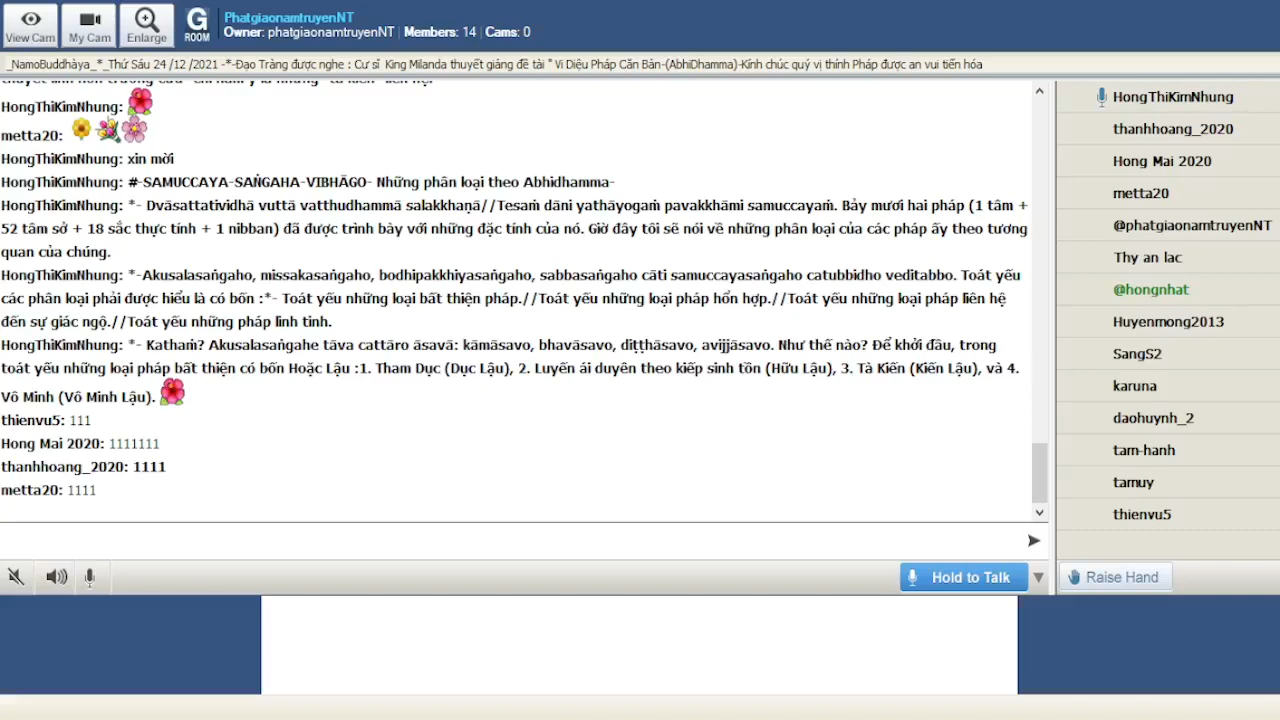 View Cam
My Cam
Enlarge
G
ROOM
PhatgiaonamtruyenNT
Owner: phatgiaonamtruyenNT | Members: 14 | Cams: 0
_NamoBuddhàya_*_Thứ Sáu 24 /12 /2021 -*-Đạo Tràng được nghe : Cư sĩ King Milanda thuyết giảng đề tài " Vi Diệu Pháp Căn Bản-(AbhiDhamma)-Kính chúc quý vị thính Pháp được an vui tiến hóa
HongThiKimNhung:
metta20:
HongThiKimNhung: xin mời
HongThiKimNhung: #-SAMUCCAYA-SAṄGAHA-VIBHĀGO- Những phân loại theo Abhidhamma-
HongThiKimNhung: *- Dvāsattatividhā vuttā vatthudhammā salakkhaṇā//Tesaṁ dāni yathāyogaṁ pavakkhāmi samuccayaṁ. Bảy mươi hai pháp (1 tâm +
52 tâm sở + 18 sắc thực tính + 1 nibban) đã được trình bày với những đặc tính của nó. Giờ đây tôi sẽ nói về những phân loại của các pháp ấy theo tương
quan của chúng.
HongThiKimNhung: *-Akusalasaṅgaho, missakasaṅgaho, bodhipakkhiyasaṅgaho, sabbasaṅgaho cāti samuccayasaṅgaho catubbidho veditabbo. Toát yếu
các phân loại phải được hiểu là có bốn :*- Toát yếu những loại bất thiện pháp.//Toát yếu những loại pháp hổn hợp.//Toát yếu những loại pháp liên hệ
đến sự giác ngộ.//Toát yếu những pháp linh tinh.
HongThiKimNhung: *- Kathaṁ? Akusalasaṅgahe tāva cattāro āsavā: kāmāsavo, bhavāsavo, diṭṭhāsavo, avijjāsavo. Như thế nào? Để khởi đầu, trong
toát yếu những loại pháp bất thiện có bốn Hoặc Lậu :1. Tham Dục (Dục Lậu), 2. Luyến ái duyên theo kiếp sinh tồn (Hữu Lậu), 3. Tà Kiến (Kiến Lậu), và 4.
Vô Minh (Vô Minh Lậu).
thienvu5: 111
Hong Mai 2020: 1111111
thanhhoang_2020: 1111
metta20: 1111
Hold to Talk
HongThiKimNhung
thanhhoang_2020
Hong Mai 2020
metta20
@phatgiaonamtruyenNT
Thy an lac
@hongnhat
Huyenmong2013
SangS2
karuna
daohuynh_2
tam-hanh
tamuy
thienvu5
Raise Hand